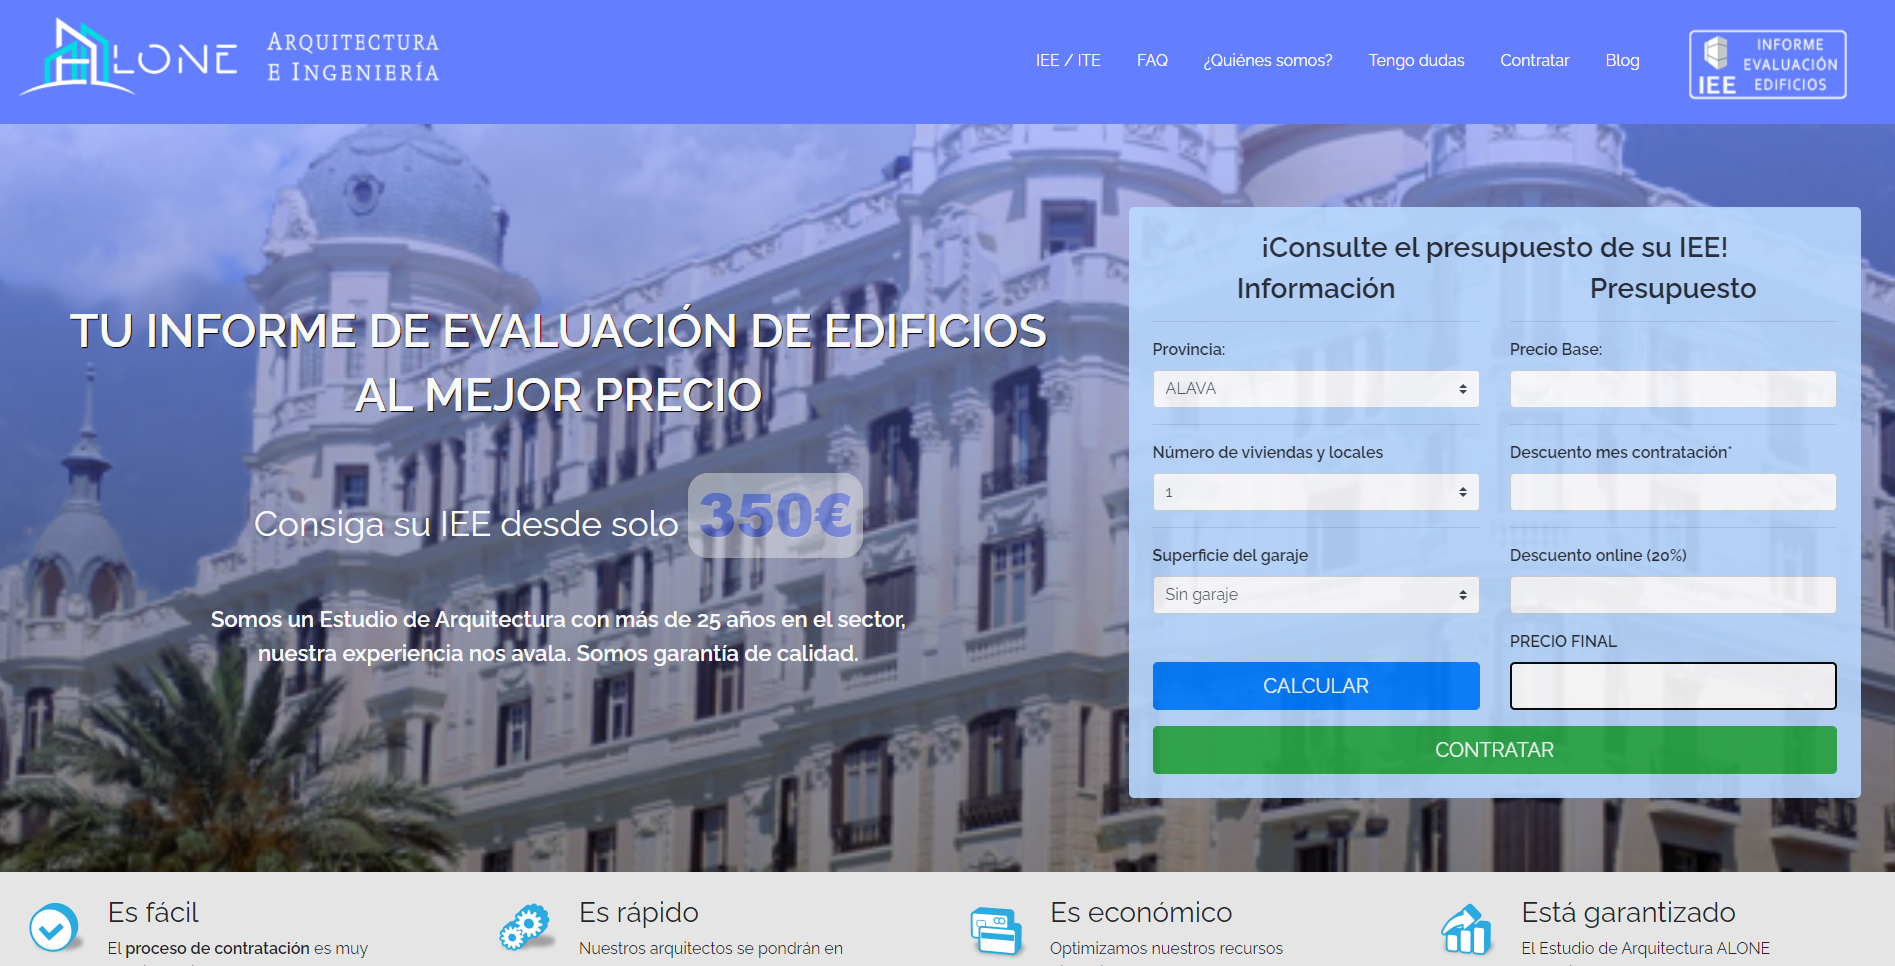 ALONE
ARQUITECTURA
E INGENIERÍA
IEE / ITE
FAQ
¿Quiénes somos?
Tengo dudas
Contratar
Blog
INFORME
EVALUACIÓN
IEE EDIFICIOS
TU INFORME DE EVALUACIÓN DE EDIFICIOS
AL MEJOR PRECIO
Consiga su IEE desde solo 350€
Somos un Estudio de Arquitectura con más de 25 años en el sector,
nuestra experiencia nos avala. Somos garantía de calidad.
¡Consulte el presupuesto de su IEE!
Información
Presupuesto
Provincia:
Precio Base:
ALAVA
Número de viviendas y locales
Descuento mes contratación*
1
Superficie del garaje
Descuento online (20%)
Sin garaje
PRECIO FINAL
CALCULAR
CONTRATAR
Es fácil
El proceso de contratación es muy
Es rápido
Nuestros arquitectos se pondrán en
Es económico
Optimizamos nuestros recursos
Está garantizado
El Estudio de Arquitectura ALONE